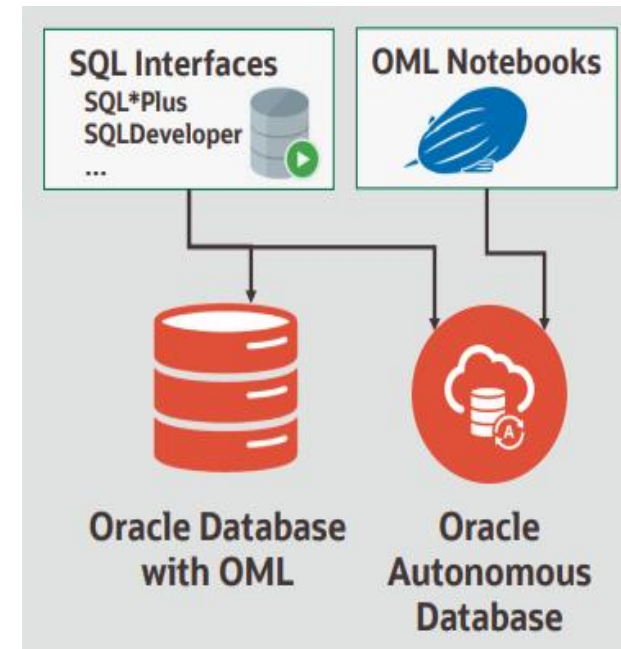 SQL Interfaces
SQL*Plus
SQLDeveloper
...
OML Notebooks
A
Oracle Database
with OML
Oracle
Autonomous
Database